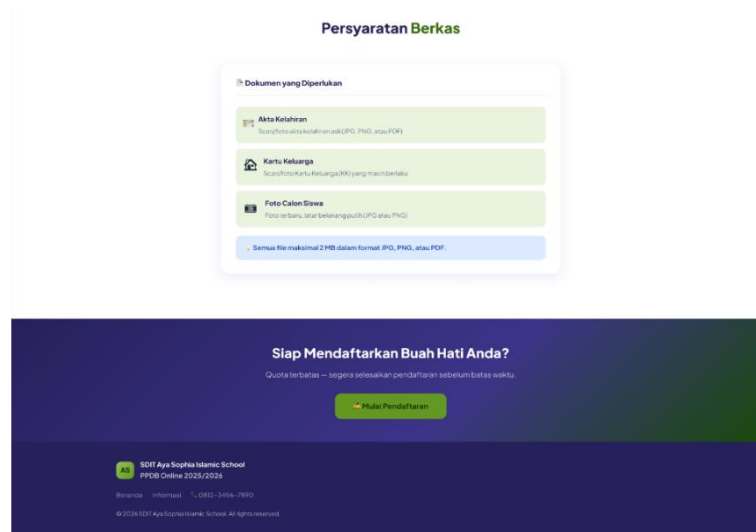 Persyaratan Berkas
Dokumen yang Diperlukan
Akta Kelahiran
Scan/foto akta kelahiran asli (JPG, PNG, atau PDF)
Kartu Keluarga
Scan/foto Kartu Keluarga (KK) yang masih berlaku
Foto Calon Siswa
Foto terbaru, latar belakang putih (JPG atau PNG)
Semua file maksimal 2 MB dalam format JPG, PNG, atau PDF.
Siap Mendaftarkan Buah Hati Anda?
Quota terbatas — segera selesaikan pendaftaran sebelum batas waktu.
Mulai Pendaftaran
AS
SDIT Aya Sophia Islamic School
PPDB Online 2025/2026
Beranda Informasi 0812-3456-7890
© 2026 SDIT Aya Sophia Islamic School. All rights reserved.